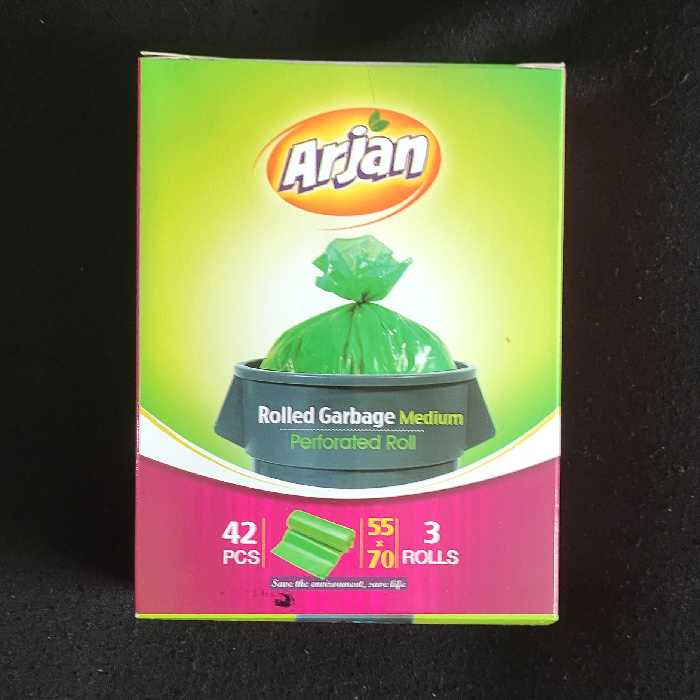 Arjan
Rolled Garbage Medium
Perforated Roll
42
PCS
55
×
70
3
ROLLS
Save the environment, save life